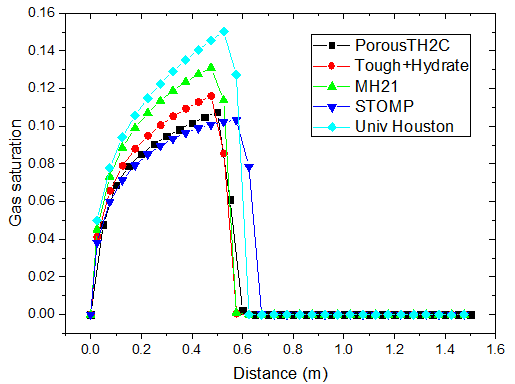 0.16
0.14
0.12
0.10
0.08
0.06
0.04
0.02
0.00
Gas saturation
PorousTH2C
Tough+Hydrate
MH21
STOMP
Univ Houston
0.0 0.2 0.4 0.6 0.8 1.0 1.2 1.4 1.6
Distance (m)